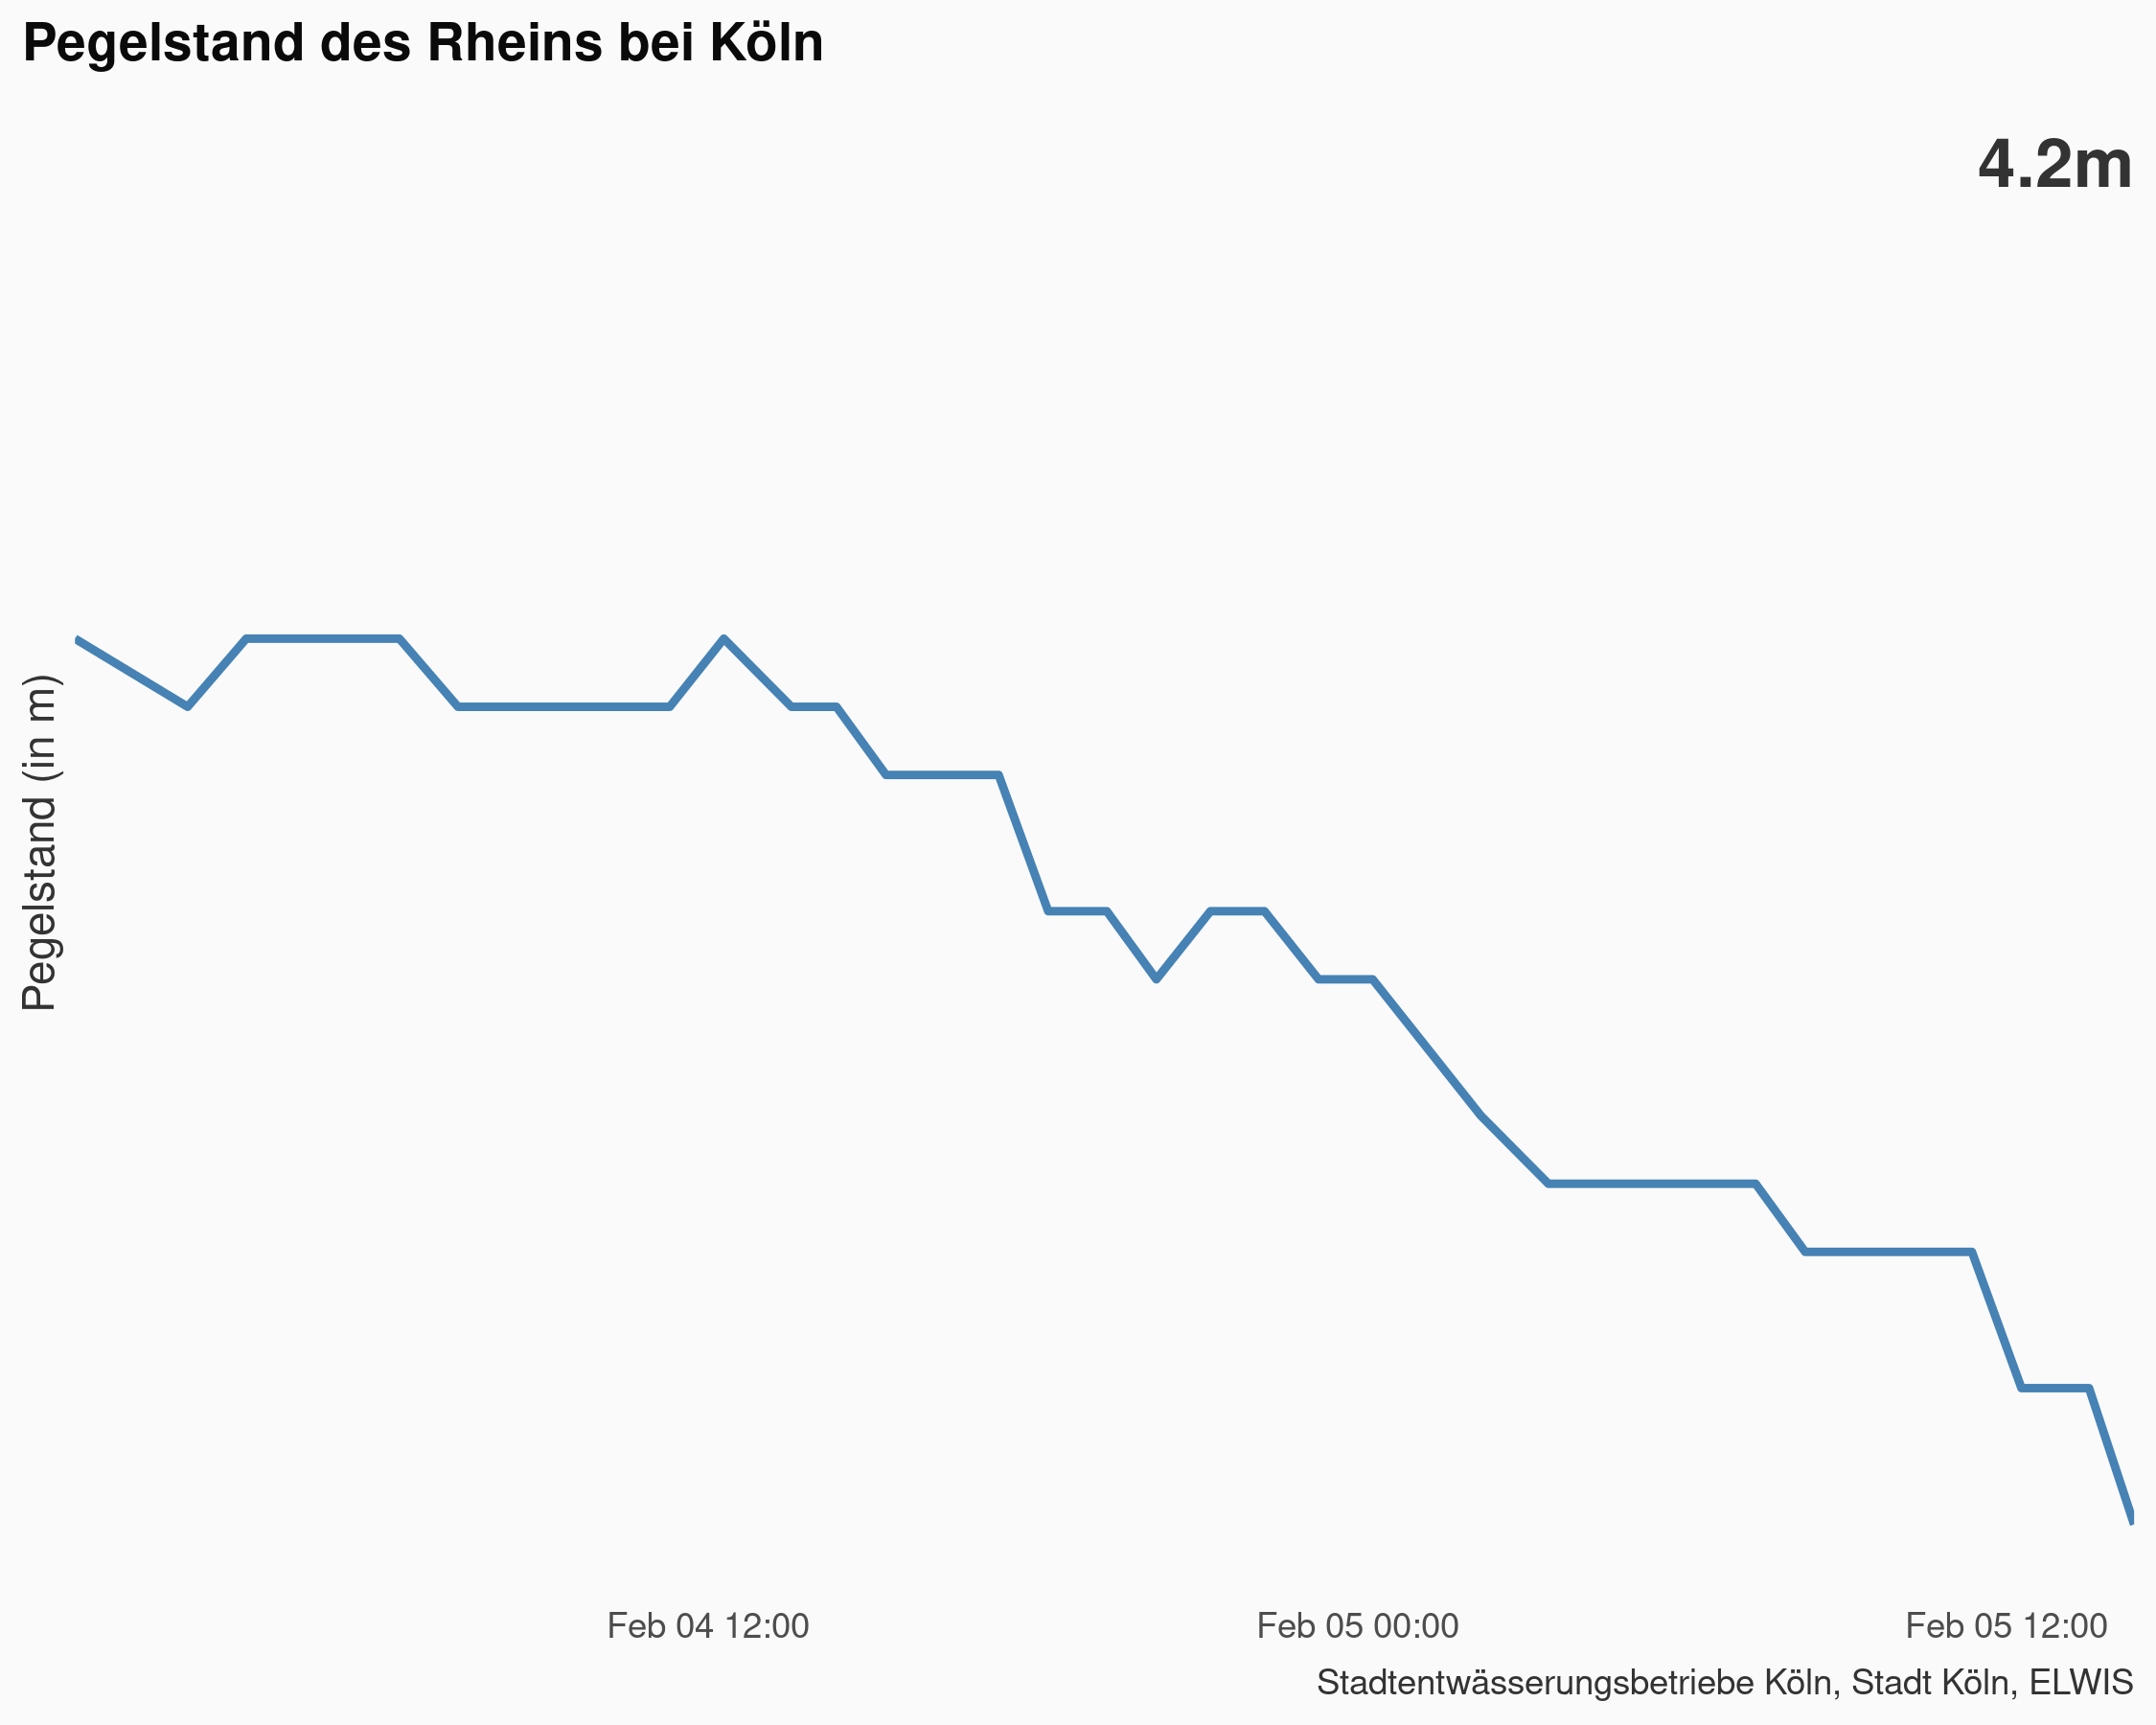 Pegelstand des Rheins bei Köln
4.2m
Pegelstand (in m)
Feb 04 12:00
Feb 05 00:00
Feb 05 12:00
Stadtentwässerungsbetriebe Köln, Stadt Köln, ELWIS